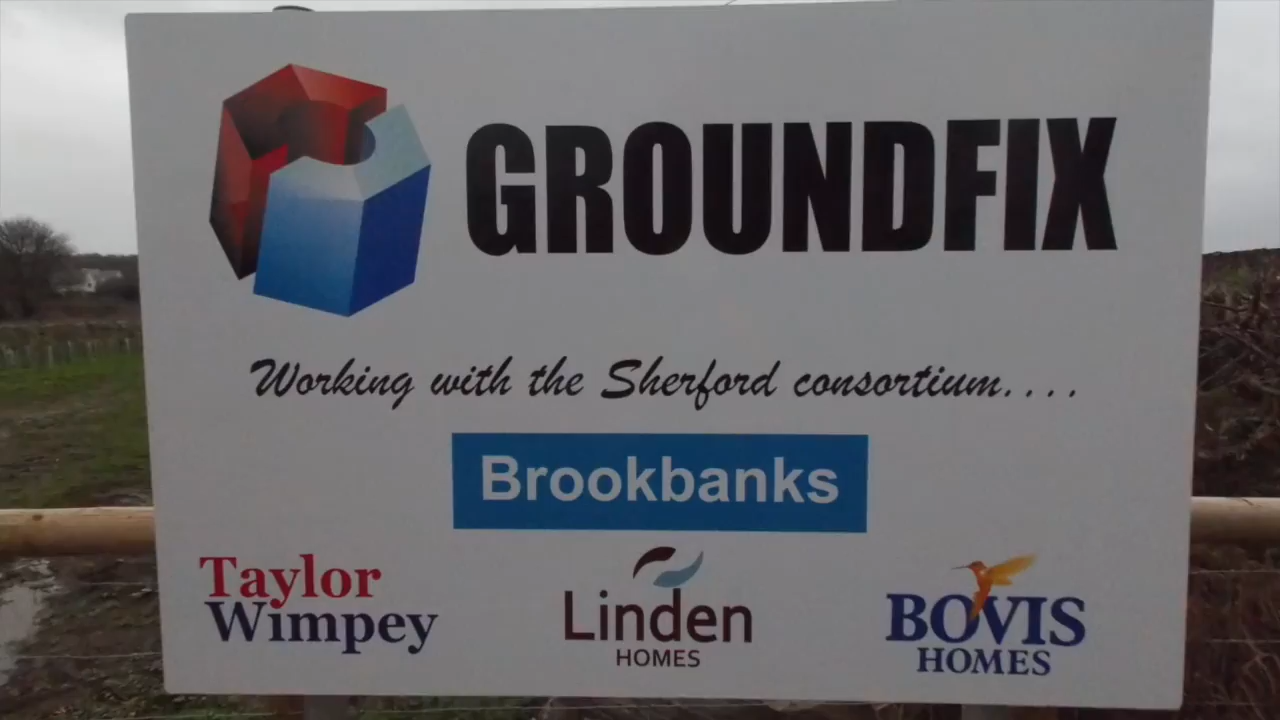 GROUNDFIX
Working with the Sherford consortium....
Brookbanks
Taylor
Wimpey
Linden
HOMES
BOVIS
HOMES